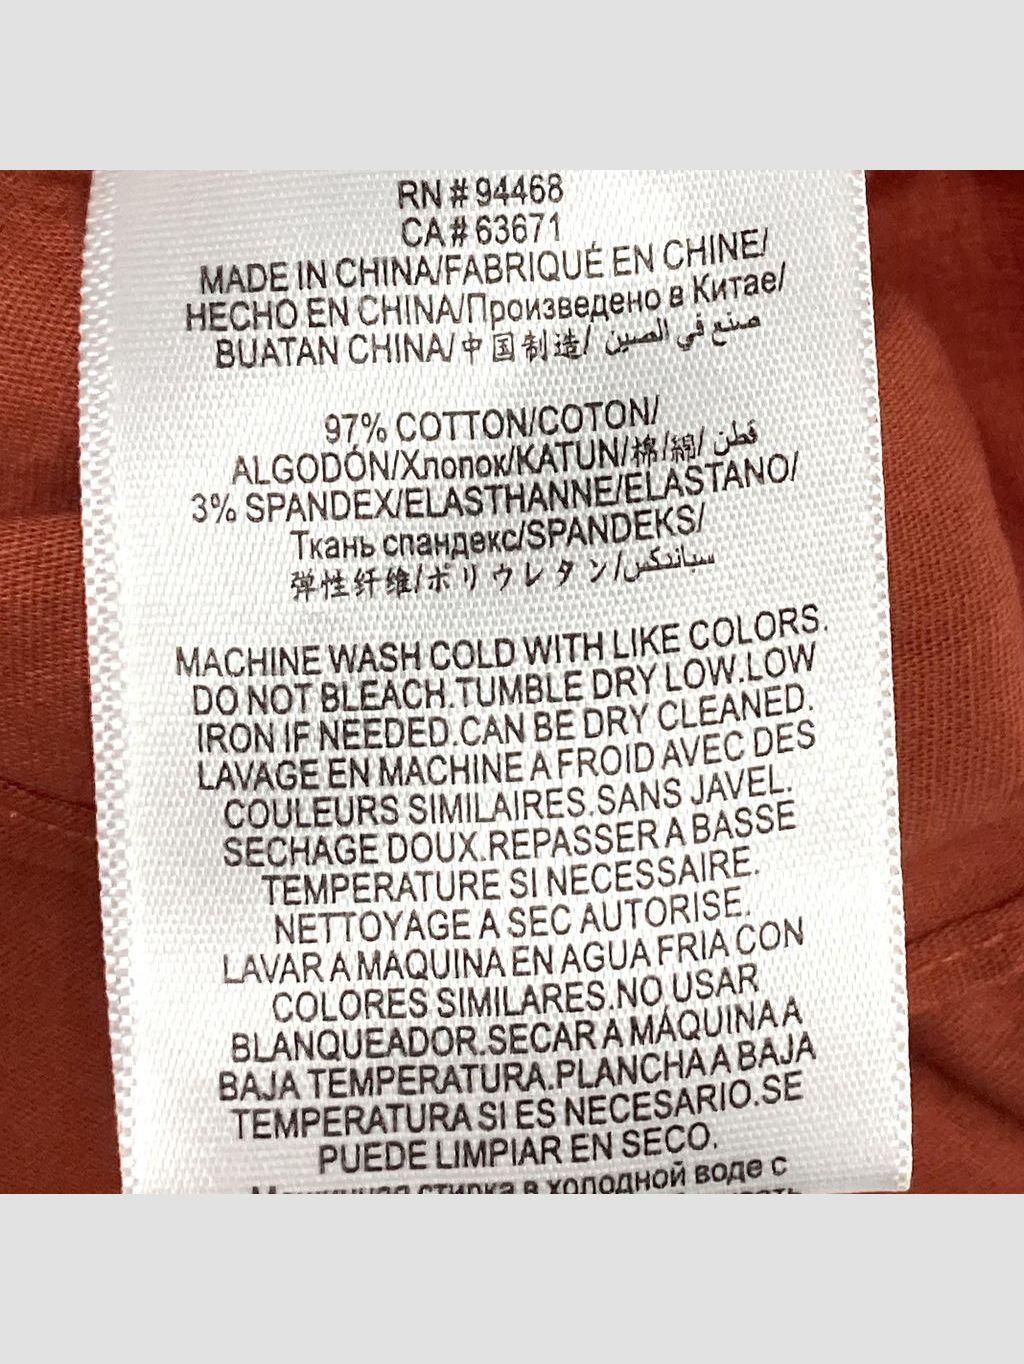 RN # 94468
CA# 63671
MADE IN CHINA/FABRIQUÉ EN CHINE/
HECHO EN CHINA/Произведено в Китае/
BUATAN CHINA/中国制造/ صنع في الصين
97% COTTON/COTON/
ALGODÓN/Хлопок/KATUN/棉/綿/ قطن
3% SPANDEX/ELASTHANNE/ELASTANO/
Ткань спандекс/SPANDEKS/
弹性纤维/ポリウレタン/سباندكس
MACHINE WASH COLD WITH LIKE COLORS.
DO NOT BLEACH.TUMBLE DRY LOW.LOW
IRON IF NEEDED.CAN BE DRY CLEANED.
LAVAGE EN MACHINE A FROID AVEC DES
COULEURS SIMILAIRES.SANS JAVEL.
SECHAGE DOUX.REPASSER A BASSE
TEMPERATURE SI NECESSAIRE.
NETTOYAGE A SEC AUTORISE.
LAVAR A MAQUINA EN AGUA FRIA CON
COLORES SIMILARES.NO USAR
BLANQUEADOR.SECAR A MÁQUINA A
BAJA TEMPERATURA.PLANCHA A BAJA
TEMPERATURA SI ES NECESARIO.SE
PUEDE LIMPIAR EN SECO.
Машинная стирка в холодной воде с